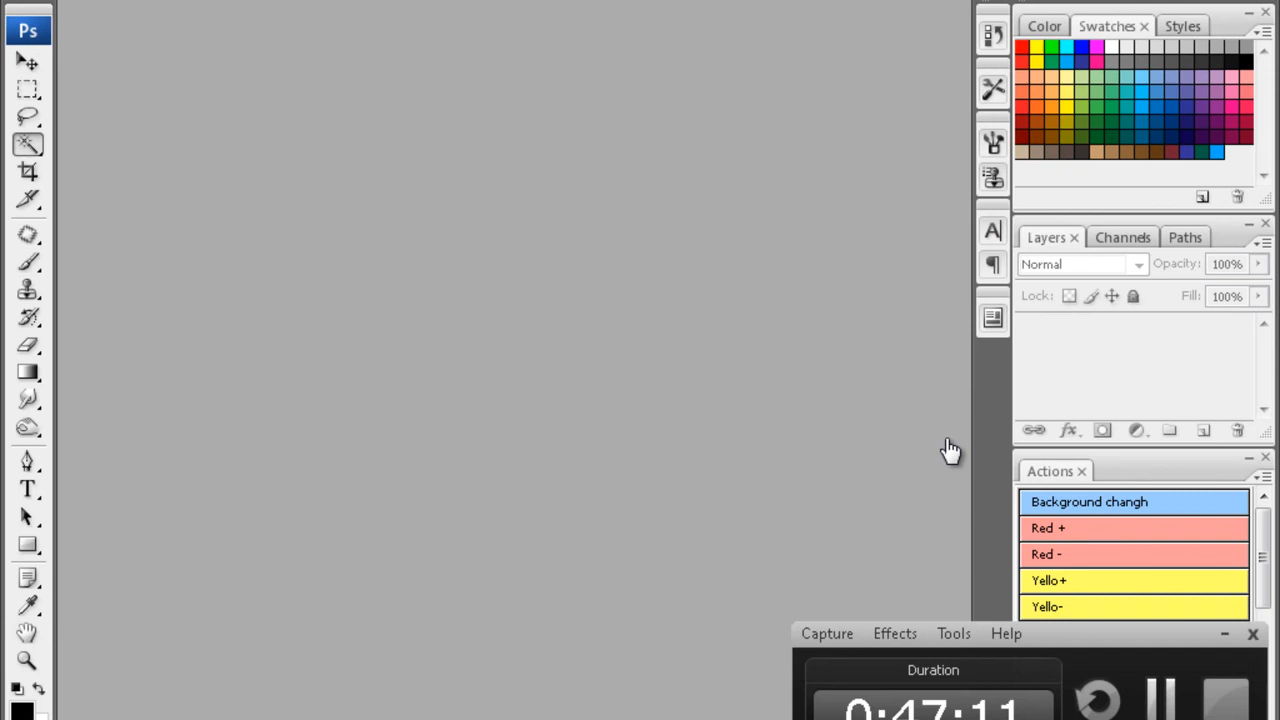 Ps
Color Swatches Styles
Layers Channels Paths
Normal Opacity: 100%
Lock: Fill: 100%
Actions
Background changh
Red +
Red -
Yello+
Yello-
Capture Effects Tools Help
Duration
0:47:11